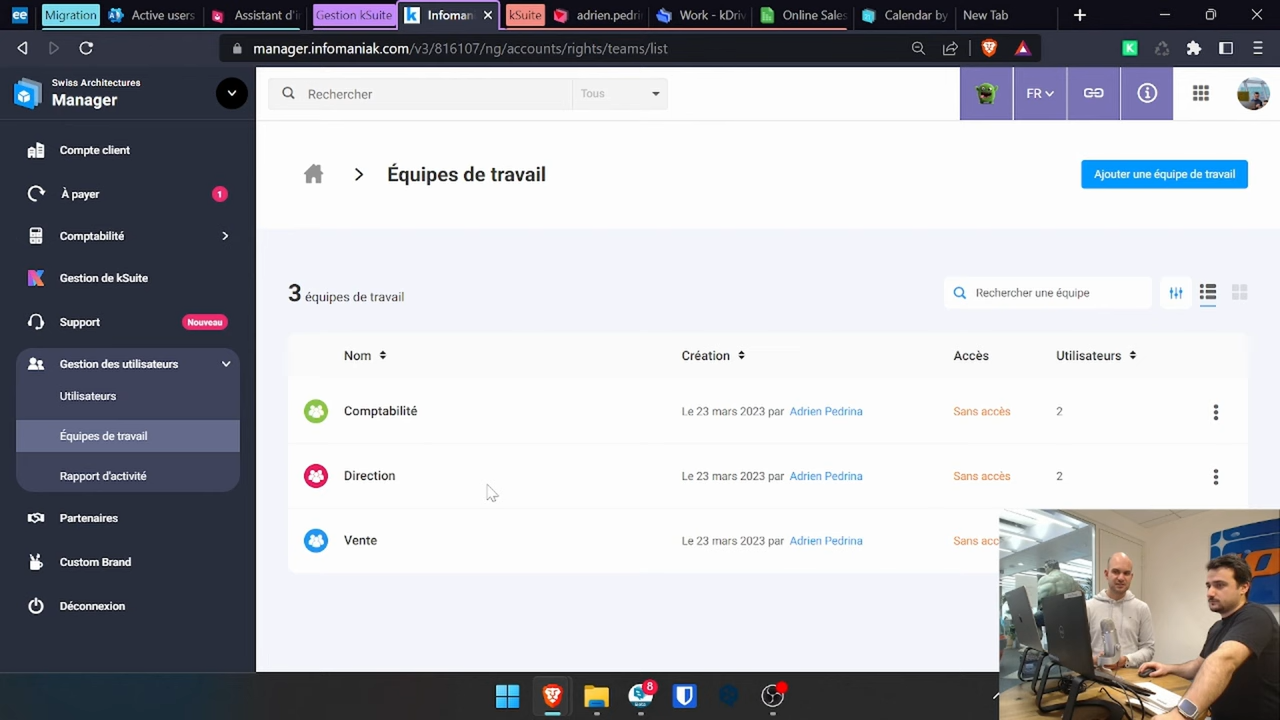 ee
Migration
Active users
Assistant d'i
Gestion kSuite
Infoman
kSuite
adrien.pedri
Work - kDriv
Online Sales
Calendar by
New Tab
manager.infomaniak.com/v3/816107/ng/accounts/rights/teams/list
Swiss Architectures
Manager
Rechercher
Tous
FR
Compte client
À payer
1
Comptabilité
Gestion de kSuite
Support
Nouveau
Gestion des utilisateurs
Utilisateurs
Équipes de travail
Rapport d'activité
Partenaires
Custom Brand
Déconnexion
Équipes de travail
Ajouter une équipe de travail
3 équipes de travail
Rechercher une équipe
Nom
Création
Accès
Utilisateurs
Comptabilité
Le 23 mars 2023 par Adrien Pedrina
Sans accès
2
Direction
Le 23 mars 2023 par Adrien Pedrina
Sans accès
2
Vente
Le 23 mars 2023 par Adrien Pedrina
Sans acc
8